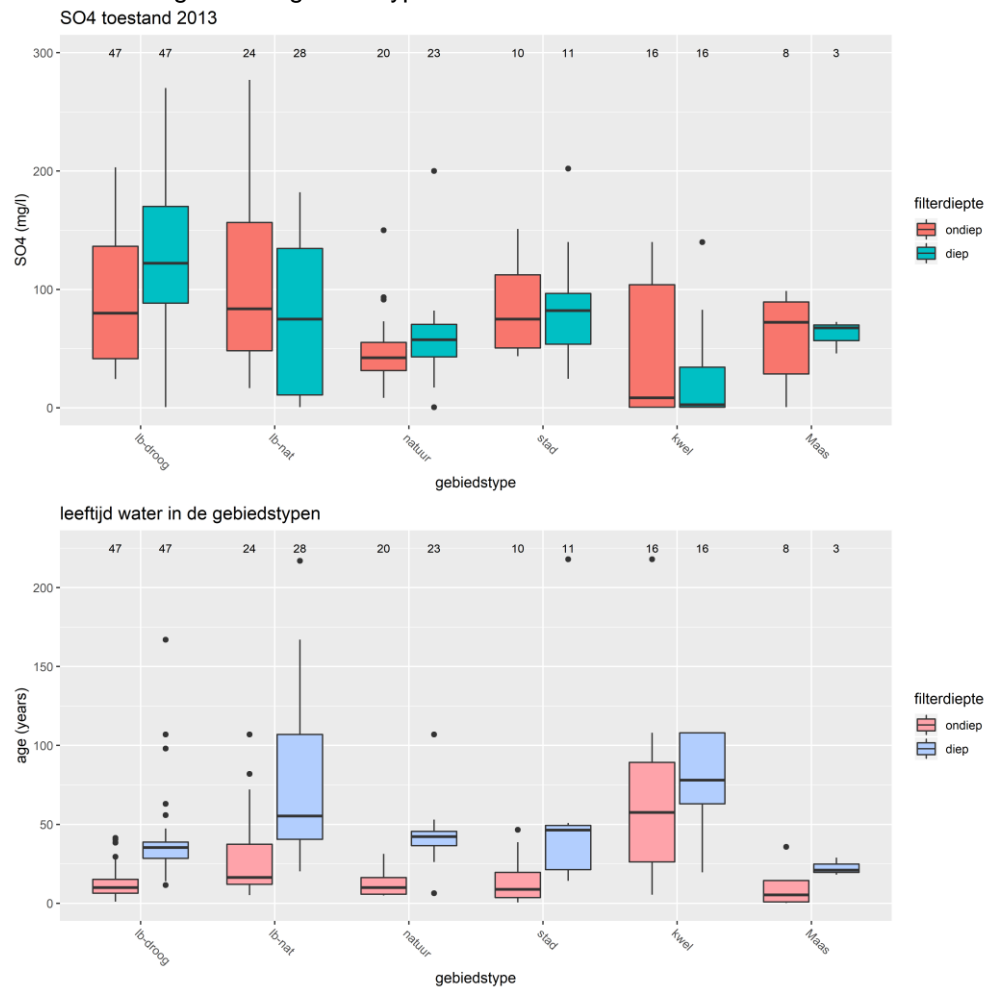 SO4 toestand 2013
47 47 24 28 20 23 10 11 16 16 8 3
300
200
100
0
SO4 (mg/l)
lb-droog lb-nat natuur stad kwel Maas
gebiedstype
filterdiepte
ondiep
diep
leeftijd water in de gebiedstypen
47 47 24 28 20 23 10 11 16 16 8 3
200
150
100
50
0
age (years)
lb-droog lb-nat natuur stad kwel Maas
gebiedstype
filterdiepte
ondiep
diep